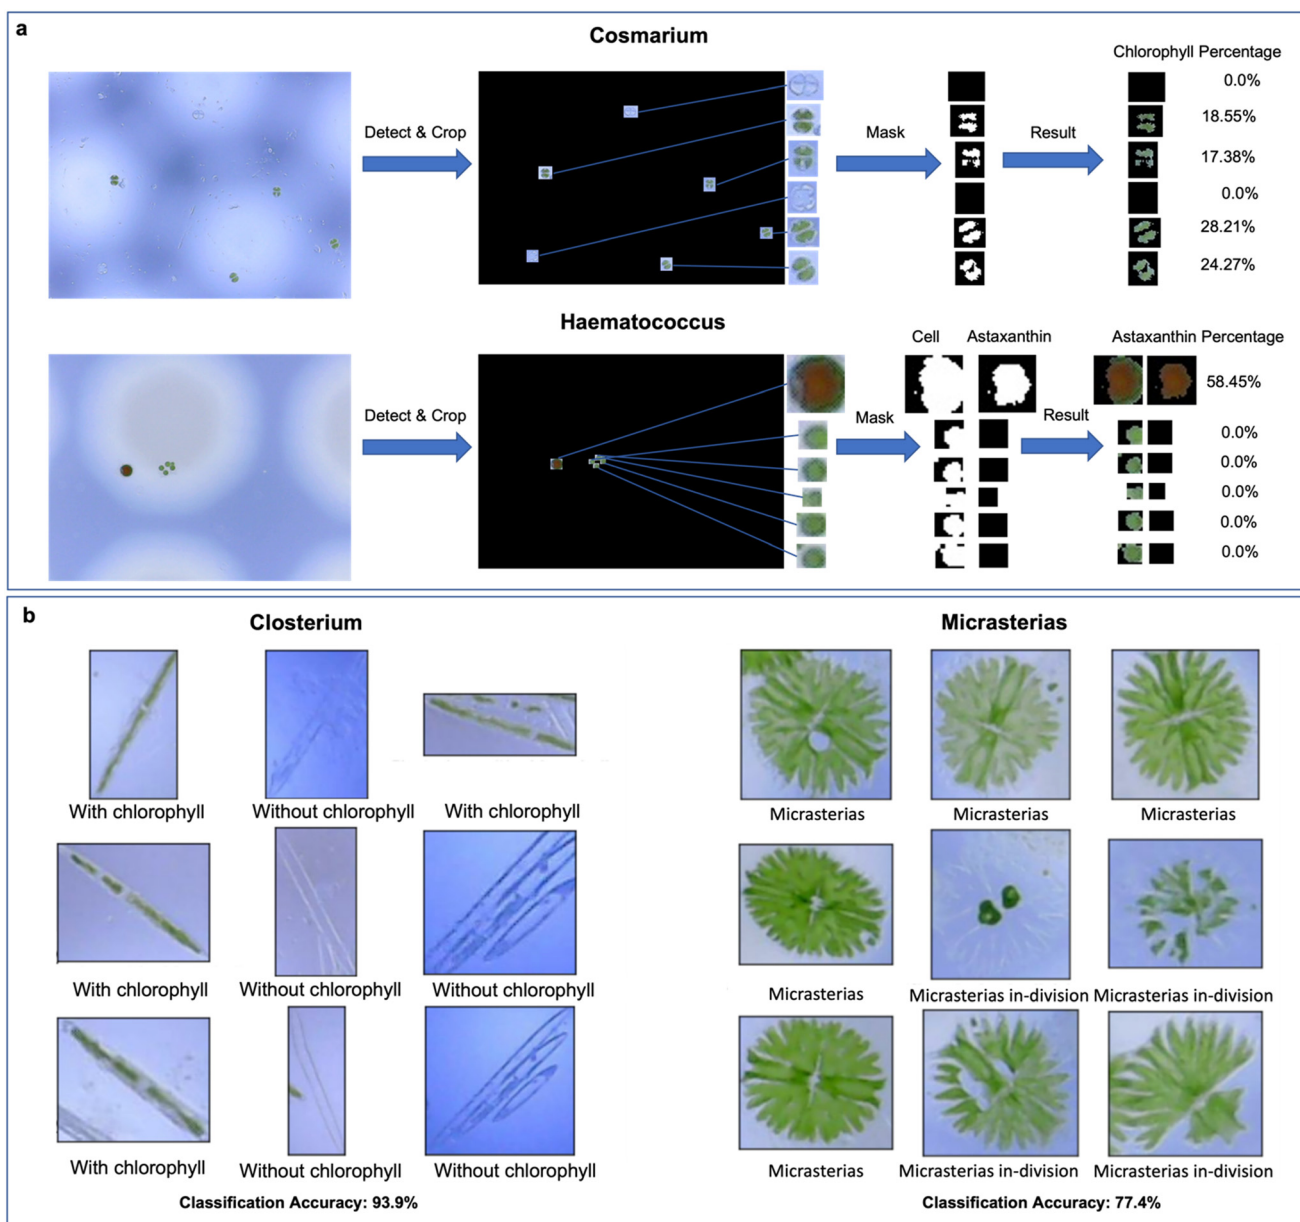 a
Cosmarium
Chlorophyll Percentage
0.0%
Detect & Crop
Mask
Result
18.55%
17.38%
0.0%
28.21%
24.27%
Haematococcus
Cell
Astaxanthin
Astaxanthin Percentage
58.45%
Detect & Crop
Mask
Result
0.0%
0.0%
0.0%
0.0%
0.0%
b
Closterium
With chlorophyll
Without chlorophyll
With chlorophyll
With chlorophyll
Without chlorophyll
Without chlorophyll
With chlorophyll
Without chlorophyll
Without chlorophyll
Classification Accuracy: 93.9%
Micrasterias
Micrasterias
Micrasterias
Micrasterias
Micrasterias
Micrasterias in-division
Micrasterias in-division
Micrasterias
Micrasterias in-division
Micrasterias in-division
Classification Accuracy: 77.4%